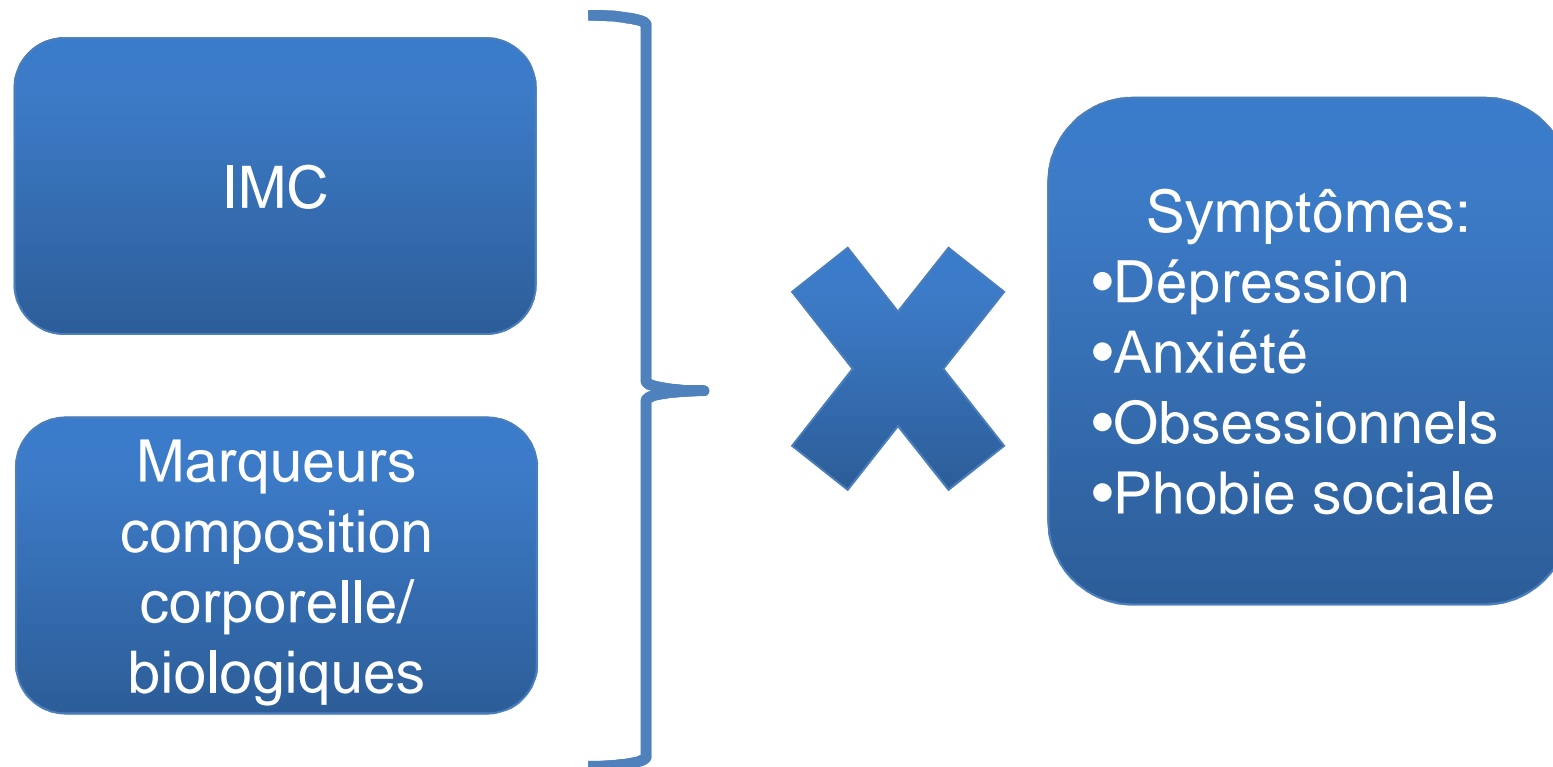 IMC
Marqueurs
composition
corporelle/
biologiques
Symptômes:
•Dépression
•Anxiété
•Obsessionnels
•Phobie sociale